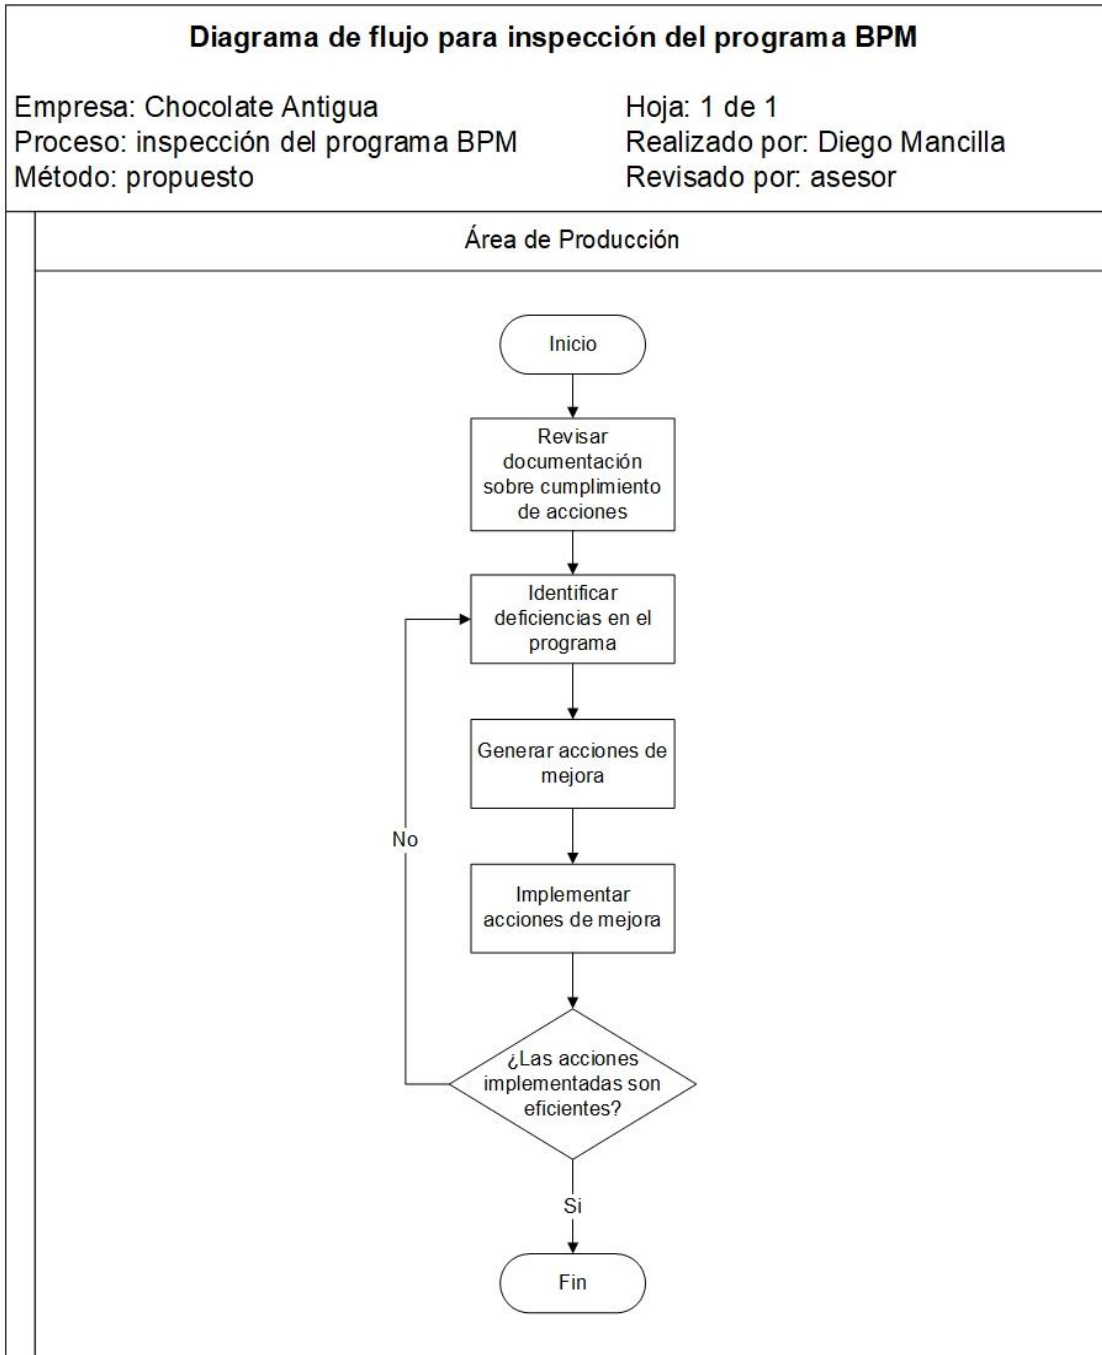 Diagrama de flujo para inspección del programa BPM
Empresa: Chocolate Antigua
Hoja: 1 de 1
Proceso: inspección del programa BPM
Realizado por: Diego Mancilla
Método: propuesto
Revisado por: asesor
Área de Producción
Inicio
Revisar
documentación
sobre cumplimiento
de acciones
Identificar
deficiencias en el
programa
Generar acciones de
mejora
No
Implementar
acciones de mejora
¿Las acciones
implementadas son
eficientes?
Si
Fin